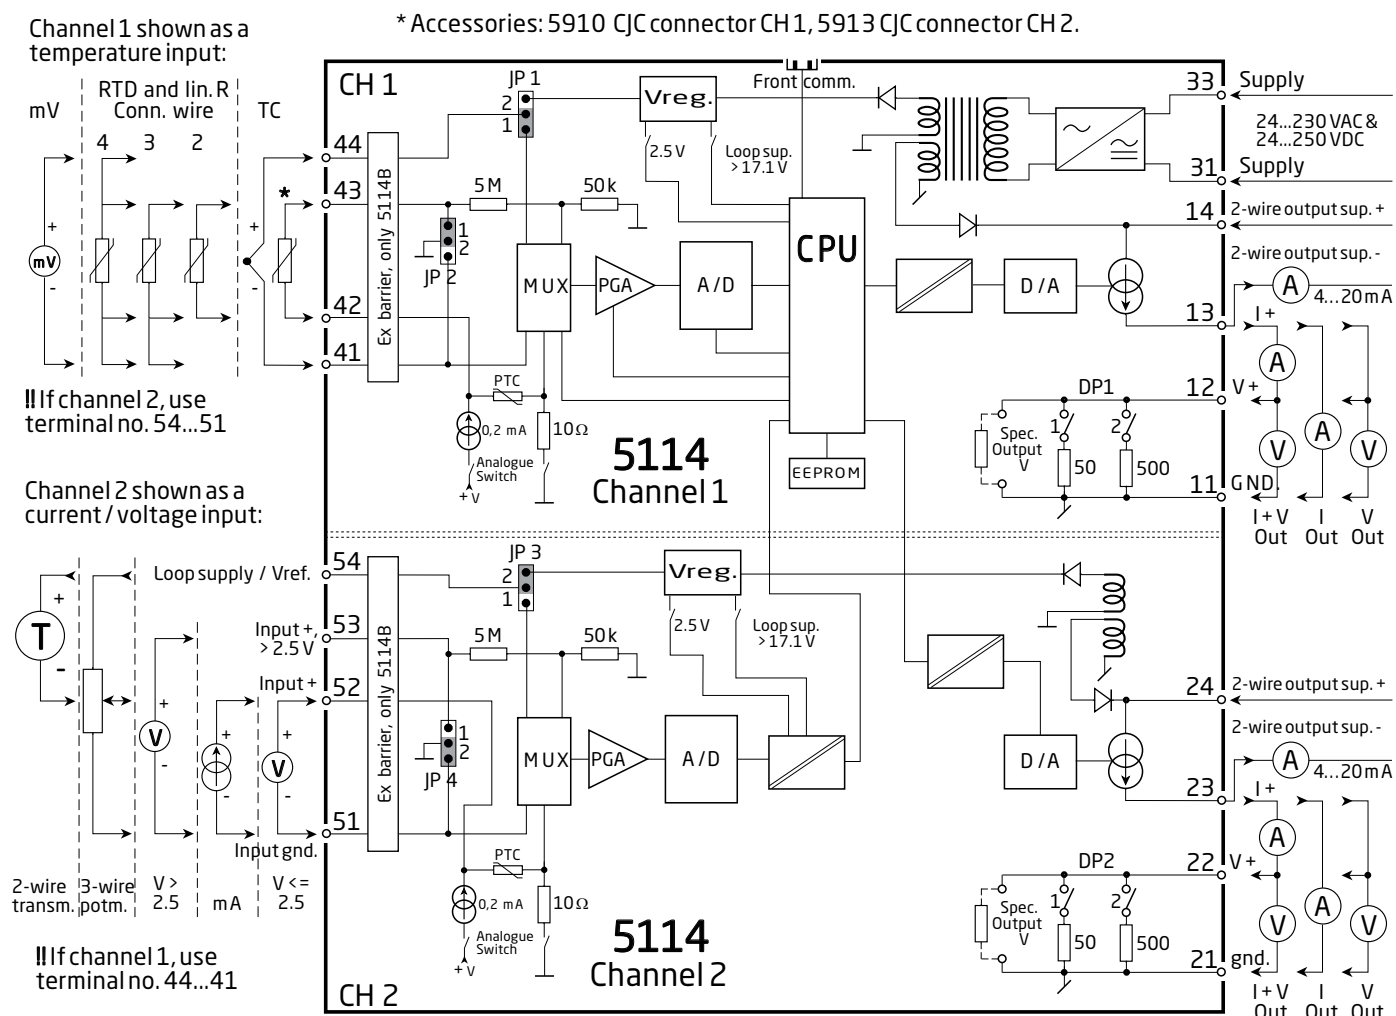 * Accessories: 5910 CJC connector CH 1, 5913 CJC connector CH 2.
Channel 1 shown as a
temperature input:
mV
RTD and lin. R
Conn. wire
4 3 2
TC
*
+
-
mV
+
-
!! If channel 2, use
terminal no. 54...51
CH 1
44
43
42
41
Ex barrier, only 5114B
JP 1
2
1
Vreg.
Front comm.
2.5 V
Loop sup.
> 17.1 V
5 M
50 k
1
2
JP 2
MUX
PGA
A/D
CPU
D/A
PTC
0,2 mA
10Ω
Analogue
Switch
+ V
EEPROM
5114
Channel 1
DP1
Spec.
Output
V
1
2
50
500
33
Supply
24...230 VAC &
24...250 VDC
31
Supply
14
2-wire output sup. +
2-wire output sup. -
A
4...20 mA
13
I +
A
12
V +
V
A
V
11
GND.
I + V
Out
I
Out
V
Out
Channel 2 shown as a
current / voltage input:
Loop supply / Vref.
Input +,
> 2.5 V
Input +
Input gnd.
+
T
-
+
V
-
+
-
+
V
-
2-wire
transm.
3-wire
potm.
V >
2.5
mA
V <=
2.5
!! If channel 1, use
terminal no. 44...41
CH 2
54
53
52
51
Ex barrier, only 5114B
JP 3
2
1
Vreg.
2.5 V
Loop sup.
> 17.1 V
5 M
50 k
1
2
JP 4
MUX
PGA
A/D
D/A
PTC
0,2 mA
10Ω
Analogue
Switch
+ V
5114
Channel 2
DP2
Spec.
Output
V
1
2
50
500
24
2-wire output sup. +
2-wire output sup. -
A
4...20 mA
23
I +
A
22
V +
V
A
V
21
gnd.
I + V
Out
I
Out
V
Out